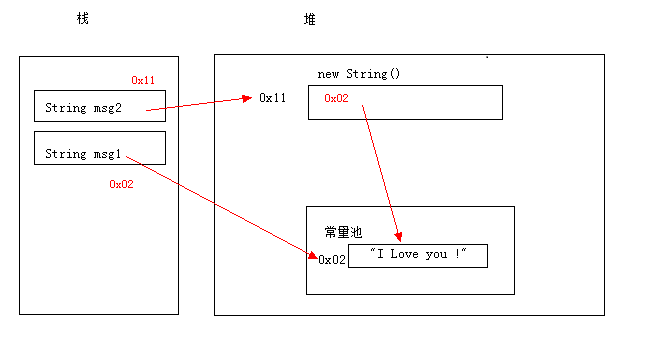 栈
堆
new String()
0x11
String msg2
0x11
0x02
String msg1
0x02
常量池
0x02
"I Love you !"